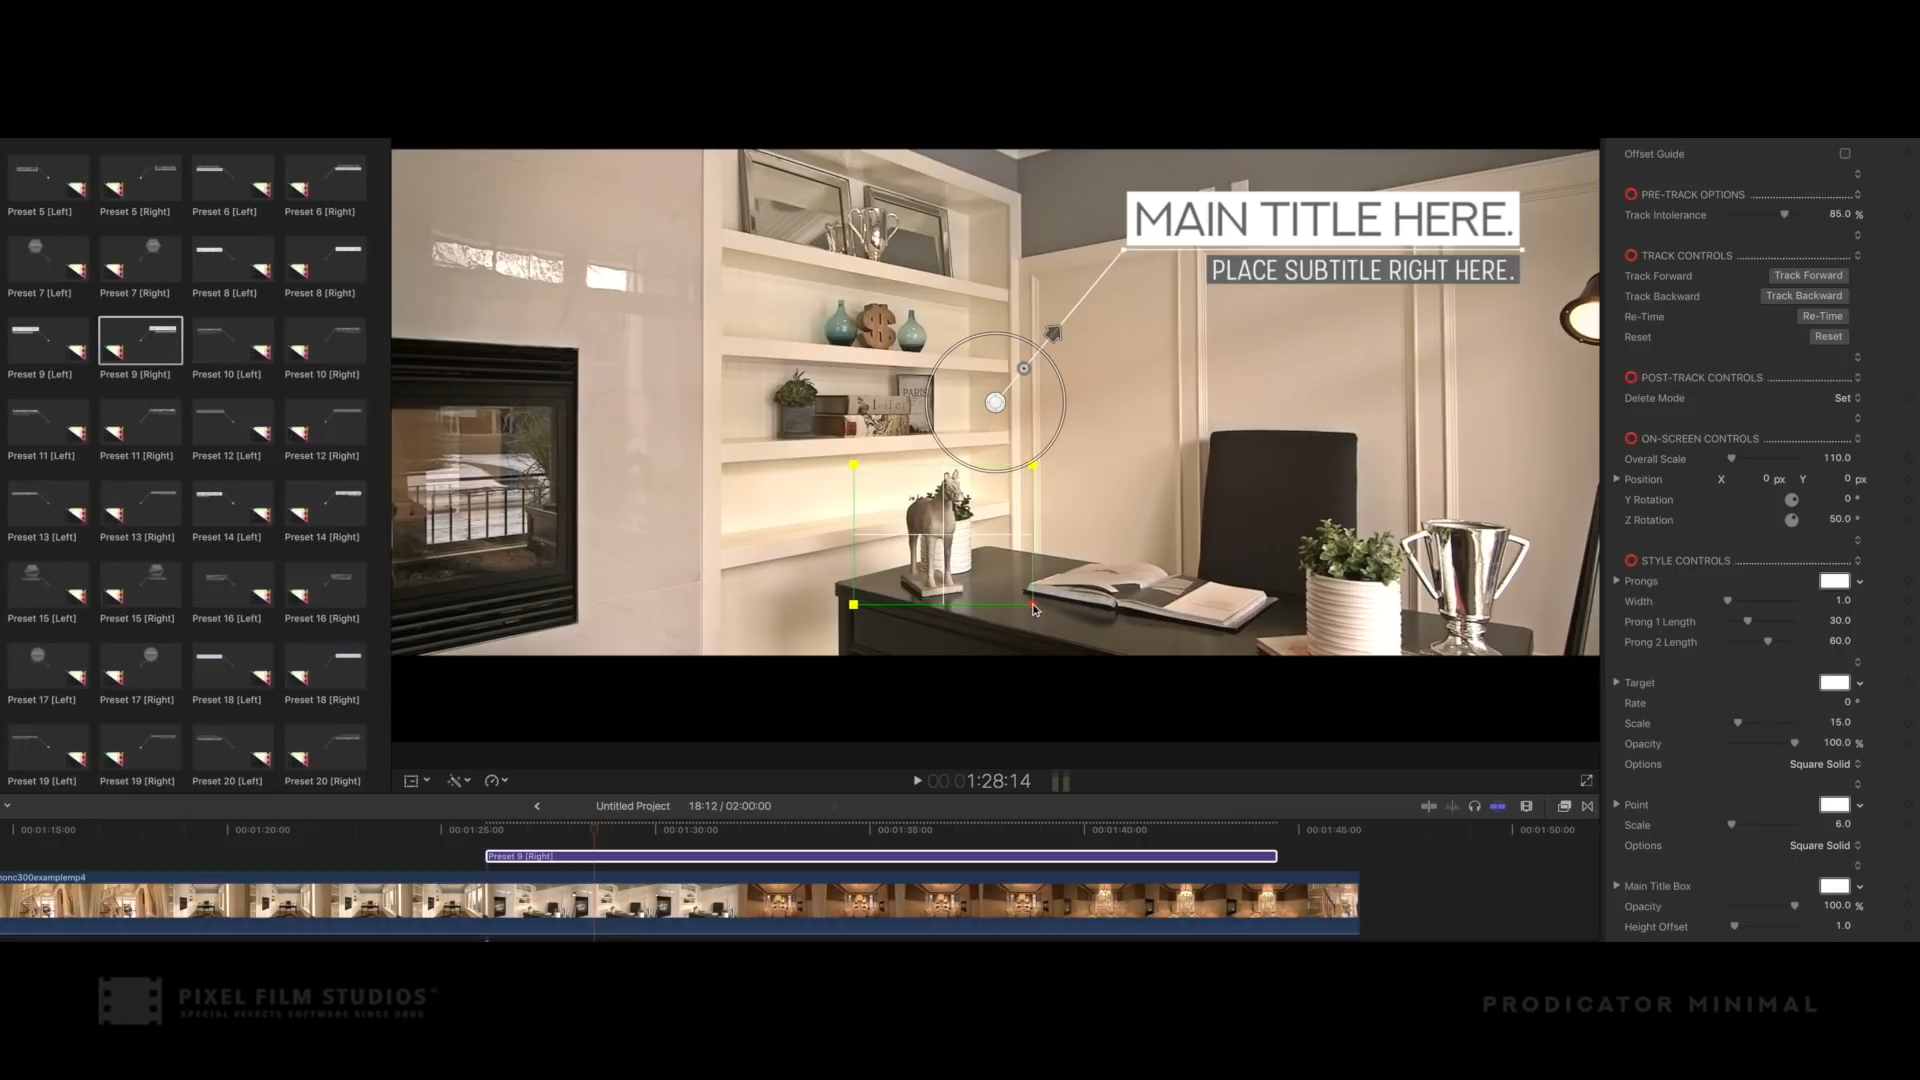 Preset 5 [Left]
Preset 5 [Right]
Preset 6 [Left]
Preset 6 [Right]
Preset 7 [Left]
Preset 7 [Right]
Preset 8 [Left]
Preset 8 [Right]
Preset 9 [Left]
Preset 9 [Right]
Preset 10 [Left]
Preset 10 [Right]
Preset 11 [Left]
Preset 11 [Right]
Preset 12 [Left]
Preset 12 [Right]
Preset 13 [Left]
Preset 13 [Right]
Preset 14 [Left]
Preset 14 [Right]
Preset 15 [Left]
Preset 15 [Right]
Preset 16 [Left]
Preset 16 [Right]
Preset 17 [Left]
Preset 17 [Right]
Preset 18 [Left]
Preset 18 [Right]
Preset 19 [Left]
Preset 19 [Right]
Preset 20 [Left]
Preset 20 [Right]
MAIN TITLE HERE.
PLACE SUBTITLE RIGHT HERE.
$
PARIS
Offset Guide
PRE-TRACK OPTIONS
Track Intolerance 85.0 %
TRACK CONTROLS
Track Forward Track Forward
Track Backward Track Backward
Re-Time Re-Time
Reset Reset
POST-TRACK CONTROLS
Delete Mode Set
ON-SCREEN CONTROLS
Overall Scale 110.0
Position X 0 px Y 0 px
Y Rotation 0 °
Z Rotation 50.0 °
STYLE CONTROLS
Prongs
Width 1.0
Prong 1 Length 30.0
Prong 2 Length 60.0
Target
Rate 0 °
Scale 15.0
Opacity 100.0 %
Options Square Solid
Point
Scale 6.0
Options Square Solid
Main Title Box
Opacity 100.0 %
Height Offset 1.0
00:01:28:14
Untitled Project 18:12 / 02:00:00
00:01:15:00
00:01:20:00
00:01:25:00
00:01:30:00
00:01:35:00
00:01:40:00
00:01:45:00
00:01:50:00
Preset 9 [Right]
nonc300examplemp4
PIXEL FILM STUDIOS™
SPECIAL EFFECTS SOFTWARE SINCE 2003
PRODICATOR MINIMAL